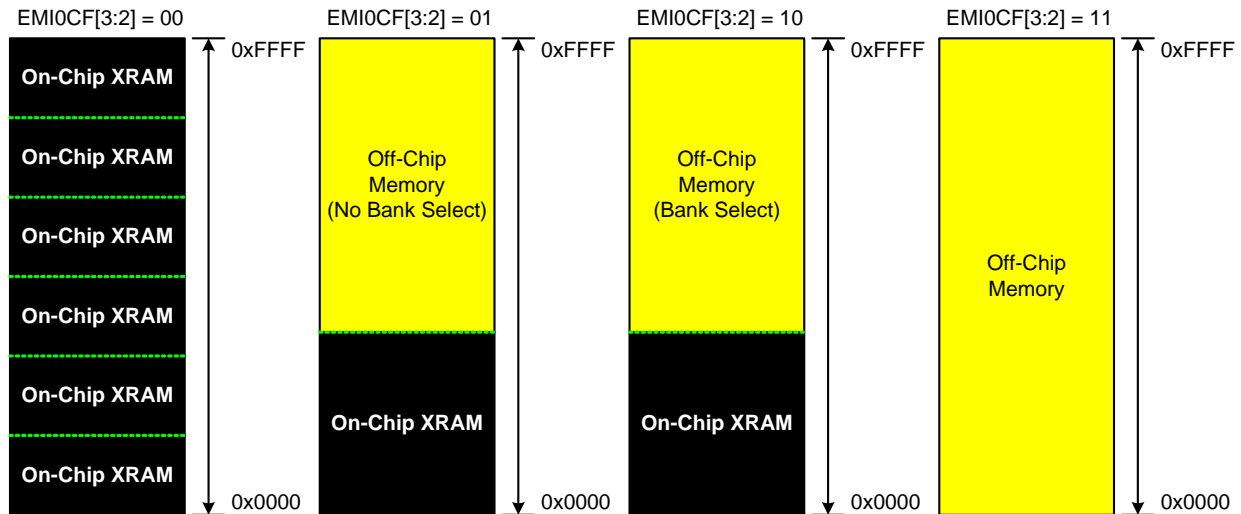 EMI0CF[3:2] = 00
EMI0CF[3:2] = 01
EMI0CF[3:2] = 10
EMI0CF[3:2] = 11
On-Chip XRAM
On-Chip XRAM
On-Chip XRAM
On-Chip XRAM
On-Chip XRAM
On-Chip XRAM
0xFFFF
0x0000
Off-Chip
Memory
(No Bank Select)
On-Chip XRAM
0xFFFF
0x0000
Off-Chip
Memory
(Bank Select)
On-Chip XRAM
0xFFFF
0x0000
Off-Chip
Memory
0xFFFF
0x0000